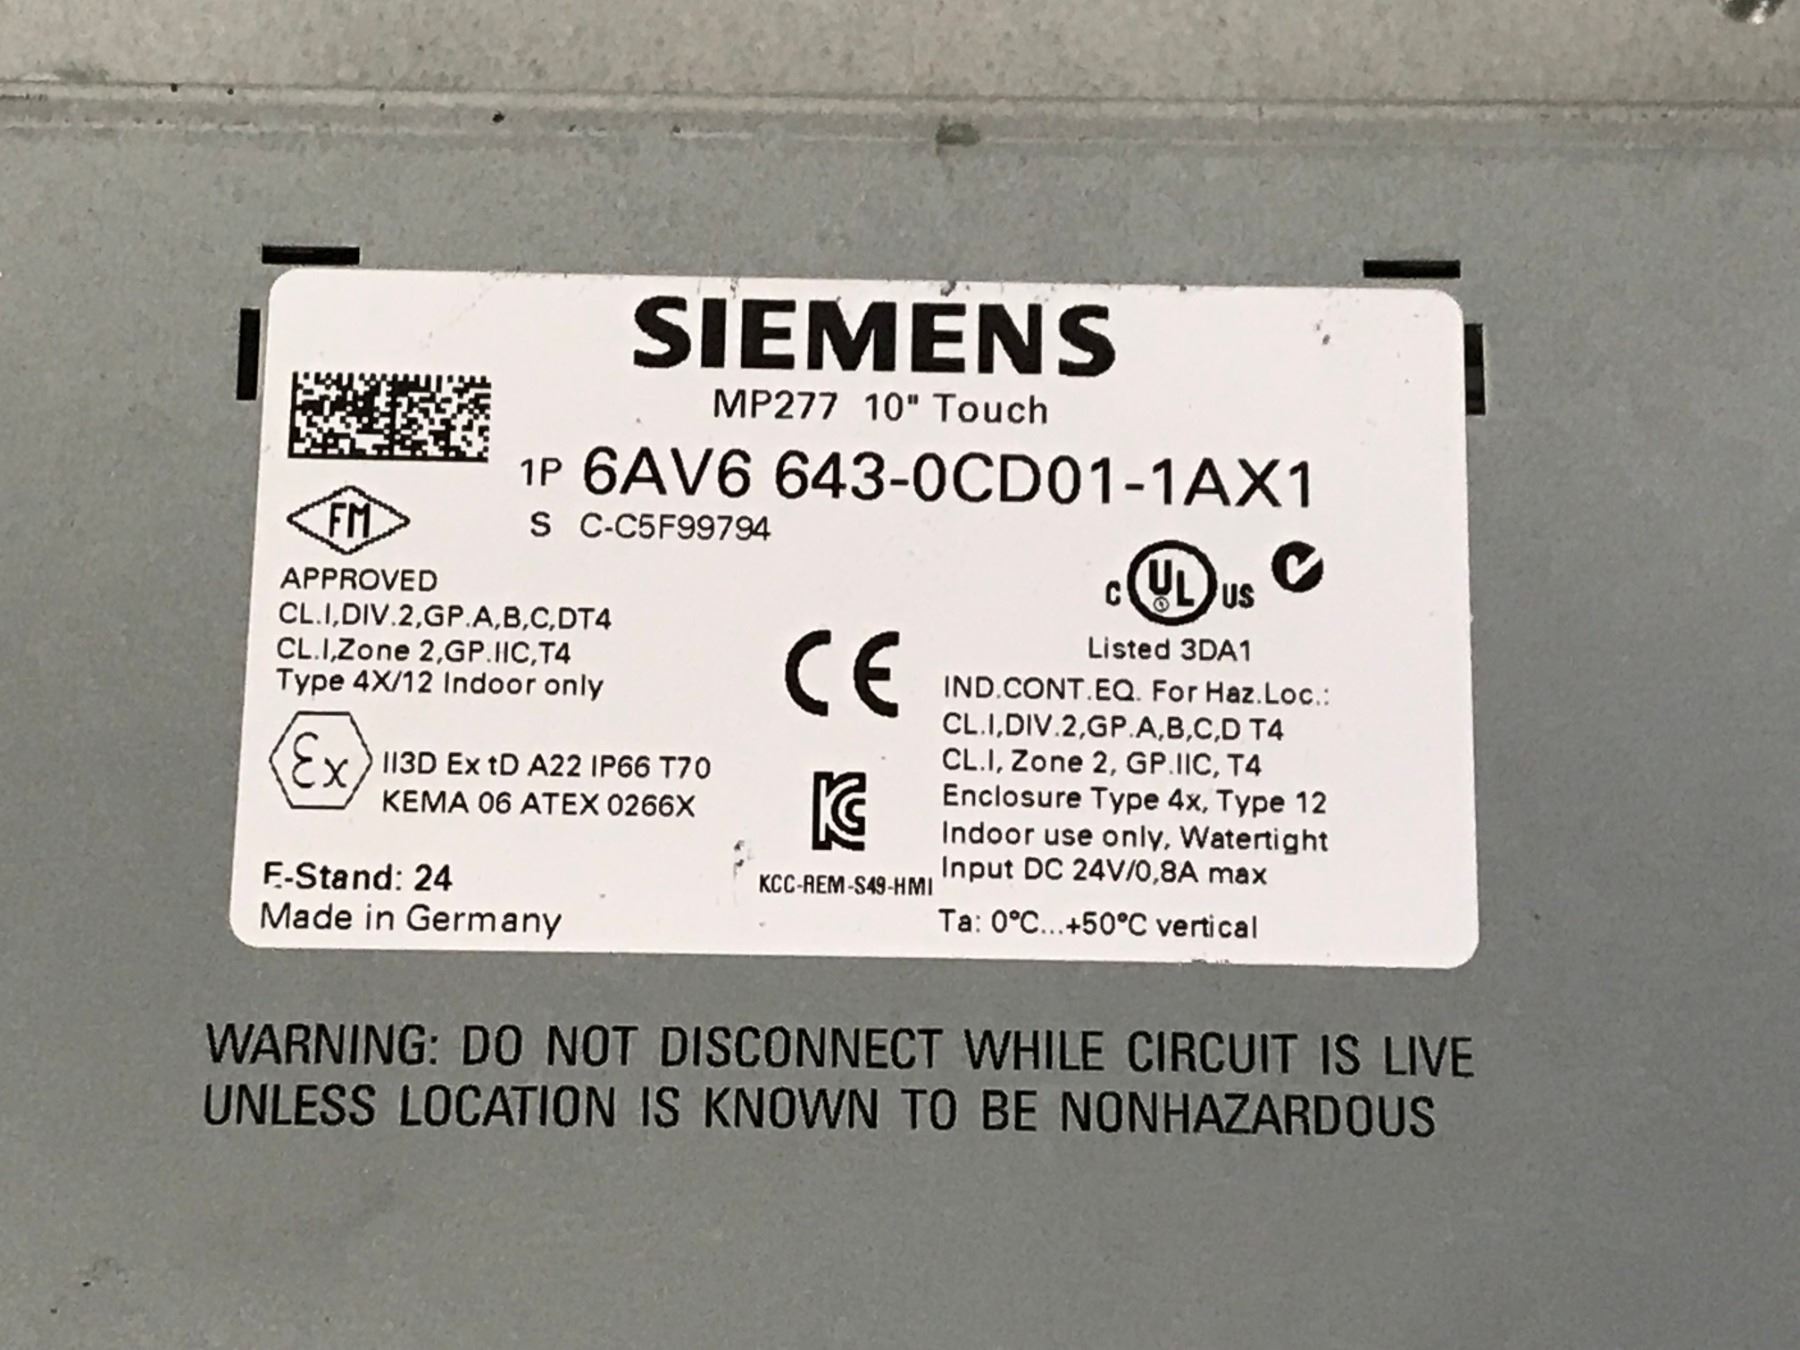 SIEMENS
MP277 10" Touch
1P 6AV6 643-0CD01-1AX1
S C-C5F99794
FM
APPROVED
CL.I,DIV.2,GP.A,B,C,DT4
CL.I,Zone 2,GP.IIC,T4
Type 4X/12 Indoor only
Ex II3D Ex tD A22 IP66 T70
KEMA 06 ATEX 0266X
E-Stand: 24
Made in Germany
CE
KC
KCC-REM-S49-HMI
C UL US
Listed 3DA1
IND.CONT.EQ. For Haz.Loc.:
CL.I,DIV.2,GP.A,B,C,D T4
CL.I, Zone 2, GP.IIC, T4
Enclosure Type 4x, Type 12
Indoor use only, Watertight
Input DC 24V/0,8A max
Ta: 0°C...+50°C vertical
WARNING: DO NOT DISCONNECT WHILE CIRCUIT IS LIVE
UNLESS LOCATION IS KNOWN TO BE NONHAZARDOUS